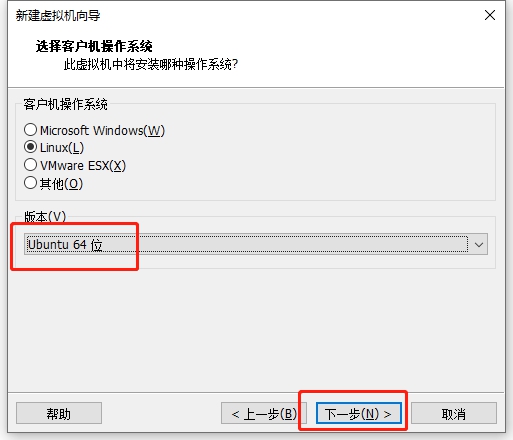 新建虚拟机向导
选择客户机操作系统
此虚拟机中将安装哪种操作系统?
客户机操作系统
Microsoft Windows(W)
Linux(L)
VMware ESX(X)
其他(O)
版本(V)
Ubuntu 64 位
帮助
< 上一步(B)
下一步(N) >
取消